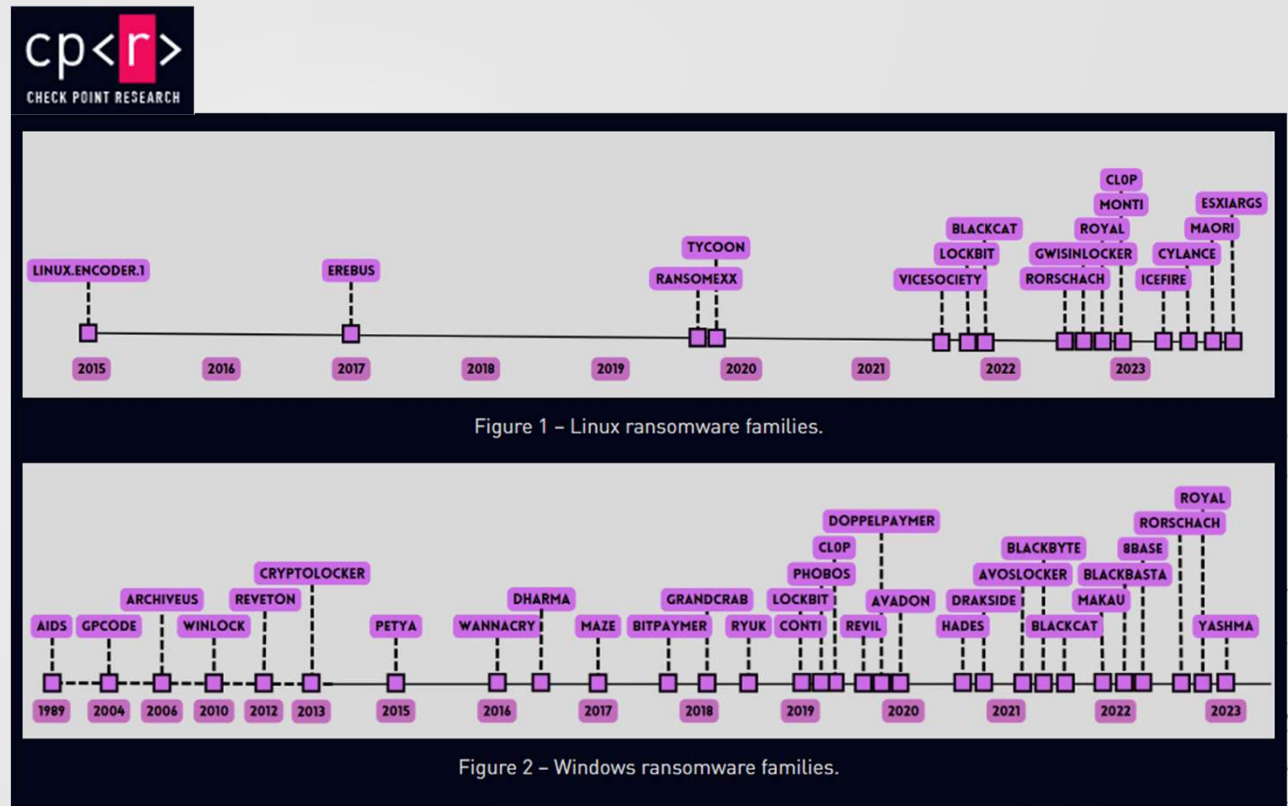 cp<r>
CHECK POINT RESEARCH
CL0P
MONTI
ESXIARGS
BLACKCAT
ROYAL
MAORI
TYCOON
LOCKBIT
GWISINLOCKER
CYLANCE
LINUX.ENCODER.1
EREBUS
RANSOMEXX
VICESOCIETY
RORSCHACH
ICEFIRE
2015 2016 2017 2018 2019 2020 2021 2022 2023
Figure 1 – Linux ransomware families.
ROYAL
DOPPELPAYMER
RORSCHACH
CL0P
BLACKBYTE
8BASE
CRYPTOLOCKER
PHOBOS
AVOSLOCKER
BLACKBASTA
ARCHIVEUS
REVETON
DHARMA
GRANDCRAB
LOCKBIT
AVADON
DRAKSIDE
MAKAU
AIDS
GPCODE
WINLOCK
PETYA
WANNACRY
MAZE
BITPAYMER
RYUK
CONTI
REVIL
HADES
BLACKCAT
YASHMA
1989 2004 2006 2010 2012 2013 2015 2016 2017 2018 2019 2020 2021 2022 2023
Figure 2 – Windows ransomware families.